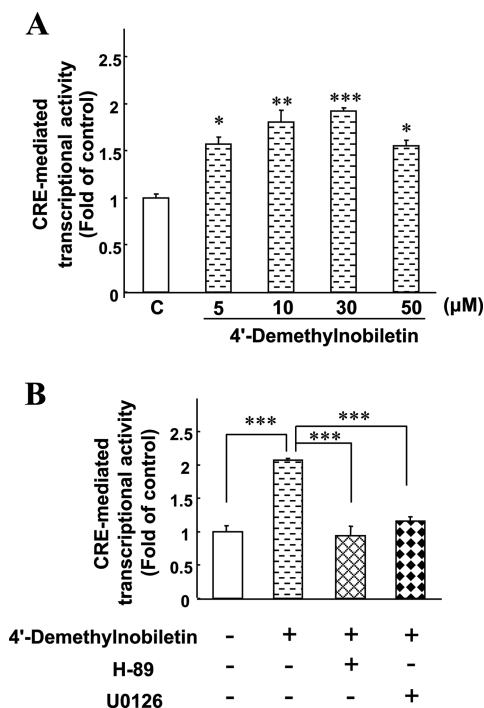 A
CRE-mediated
transcriptional activity
(Fold of control)
2.5
2
1.5
1
0.5
0
*
**
***
*
C 5 10 30 50 (µM)
4'-Demethylnobiletin
B
CRE-mediated
transcriptional activity
(Fold of control)
2.5
2
1.5
1
0.5
0
***
***
***
4'-Demethylnobiletin - + + +
H-89 - - + -
U0126 - - - +